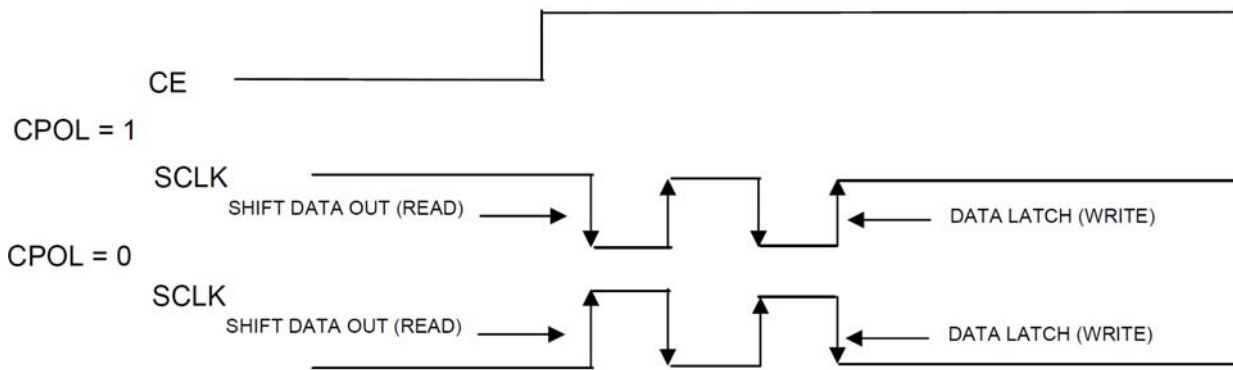 CE
CPOL = 1
SCLK
SHIFT DATA OUT (READ)
DATA LATCH (WRITE)
CPOL = 0
SCLK
SHIFT DATA OUT (READ)
DATA LATCH (WRITE)